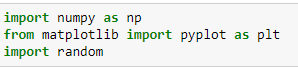 import numpy as np
from matplotlib import pyplot as plt
import random